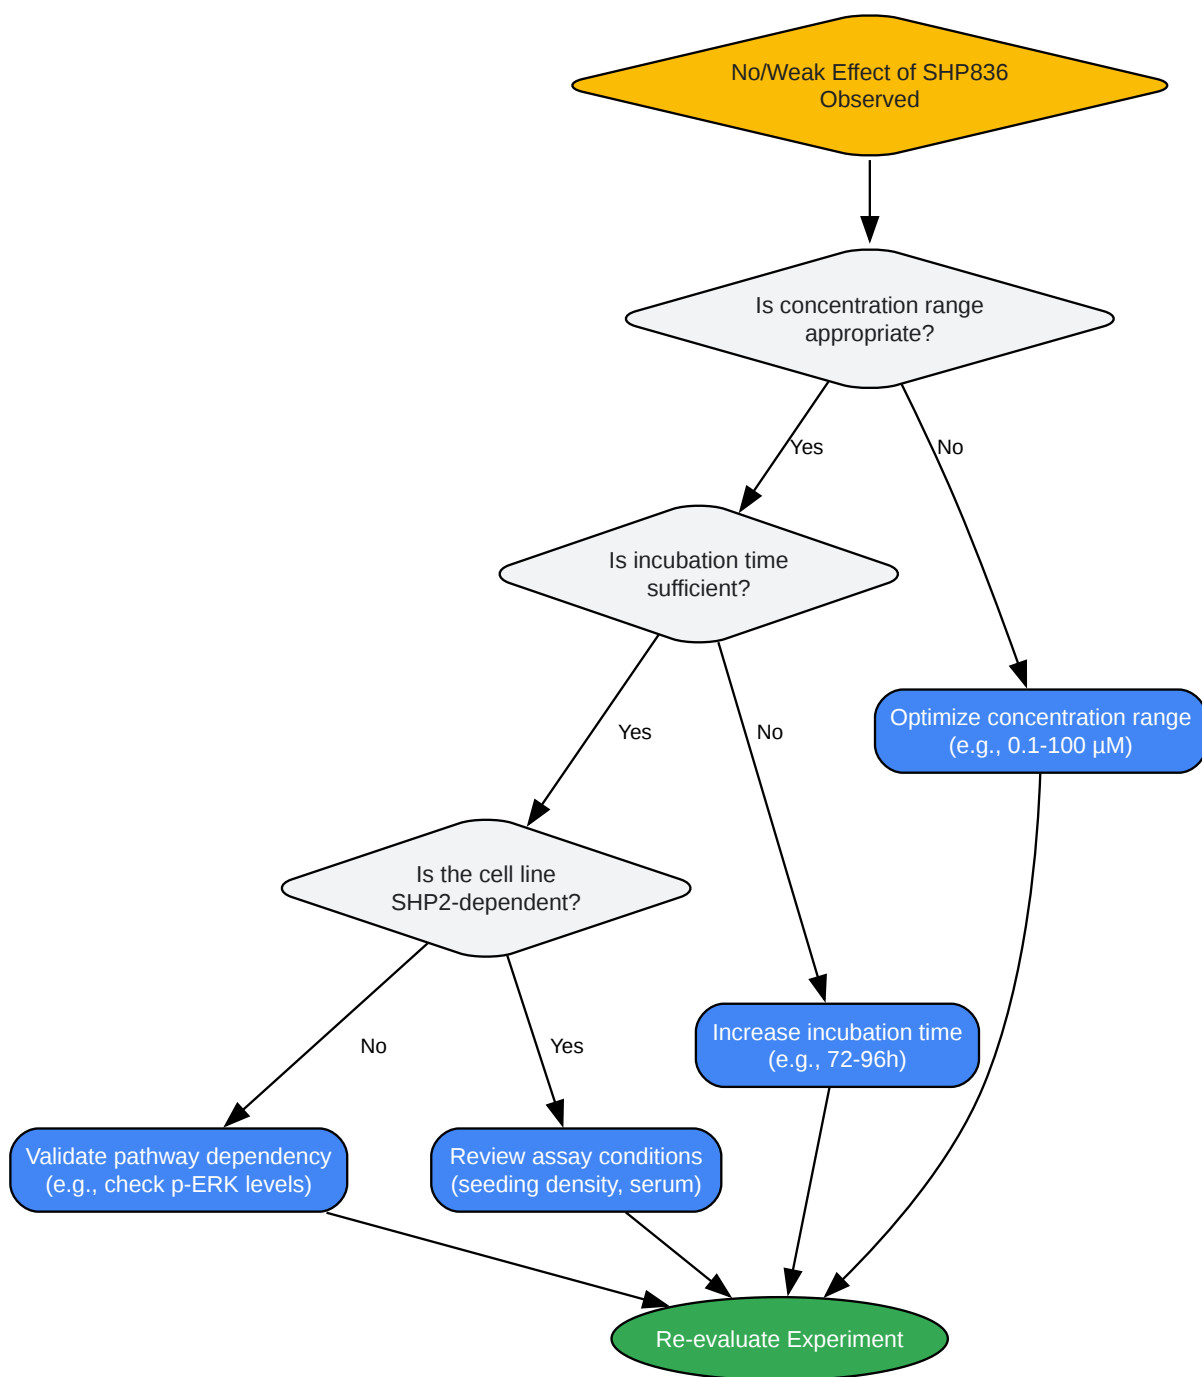 No/Weak Effect of SHP836
Observed
Is concentration range
appropriate?
Yes
No
Is incubation time
sufficient?
Optimize concentration range
(e.g., 0.1-100 µM)
Yes
No
Is the cell line
SHP2-dependent?
Increase incubation time
(e.g., 72-96h)
No
Yes
Validate pathway dependency
(e.g., check p-ERK levels)
Review assay conditions
(seeding density, serum)
Re-evaluate Experiment